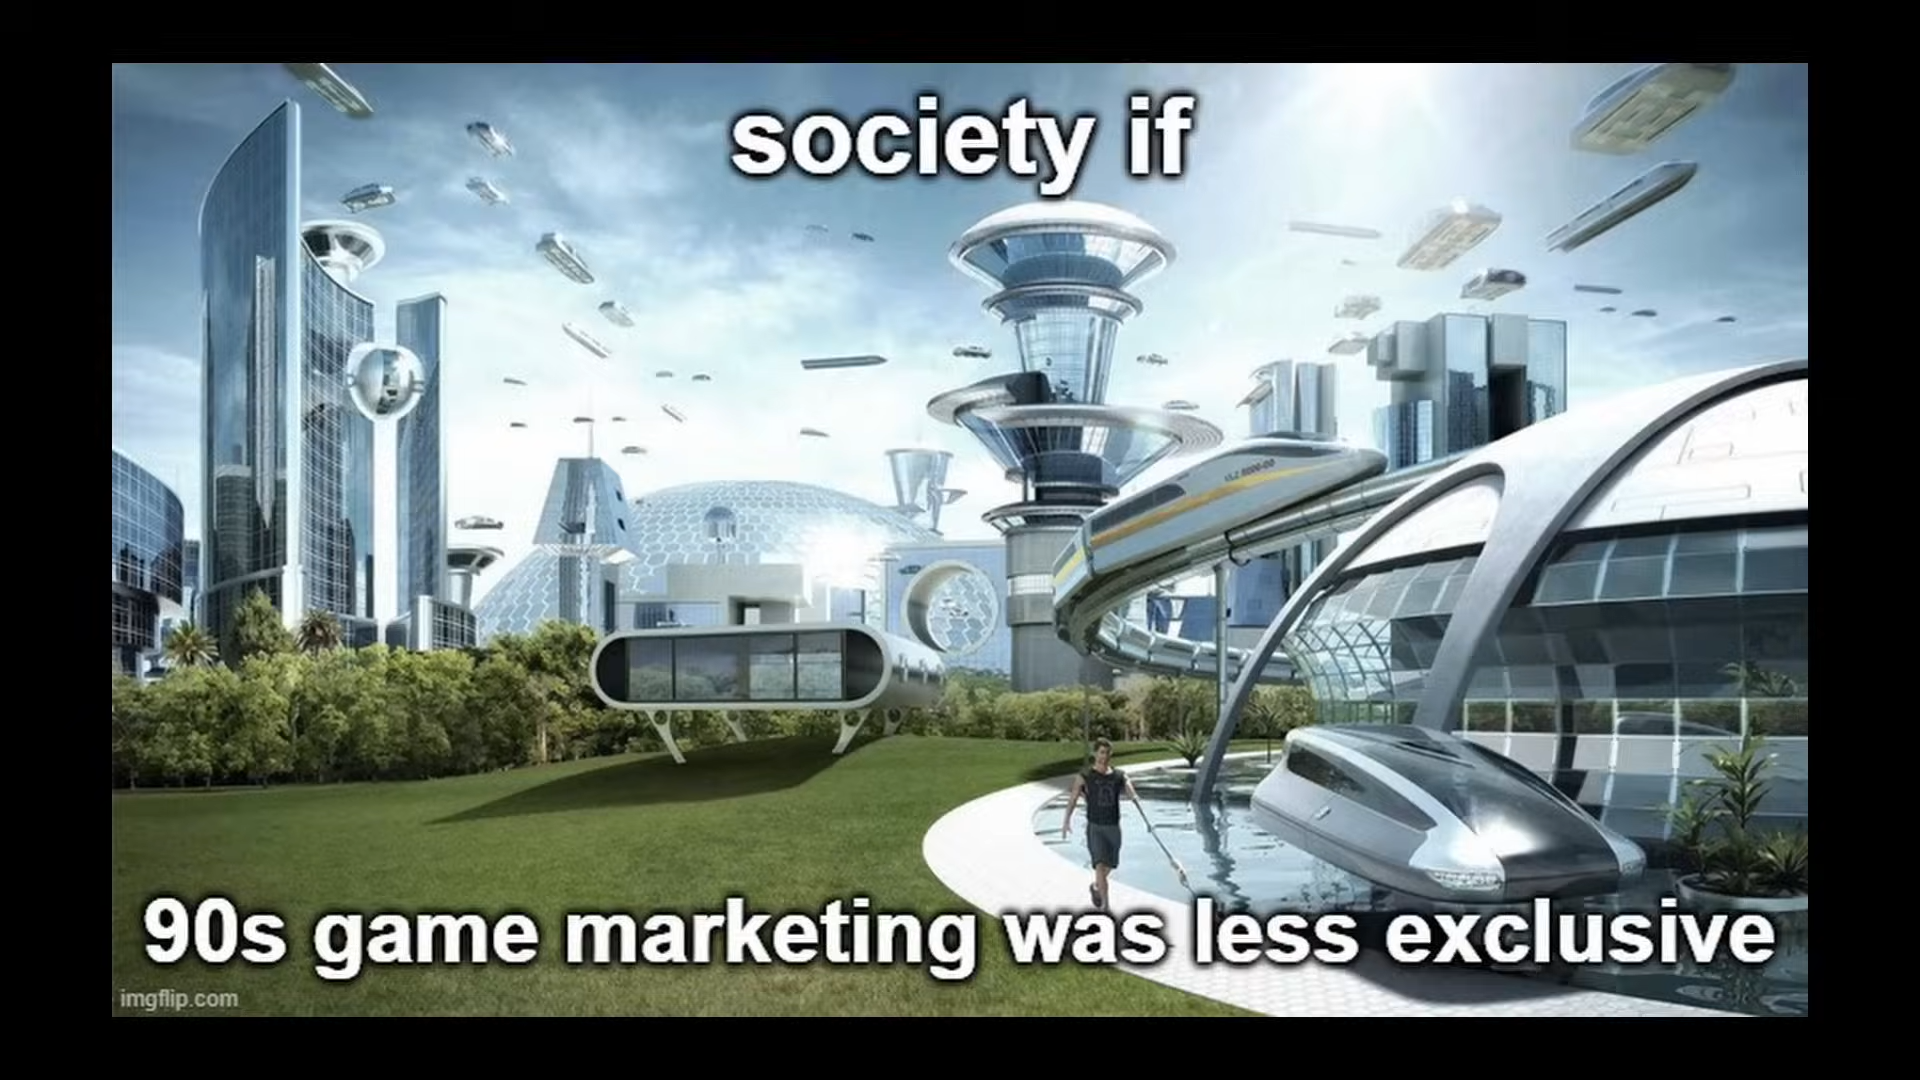 society if
90s game marketing was less exclusive
imgflip.com